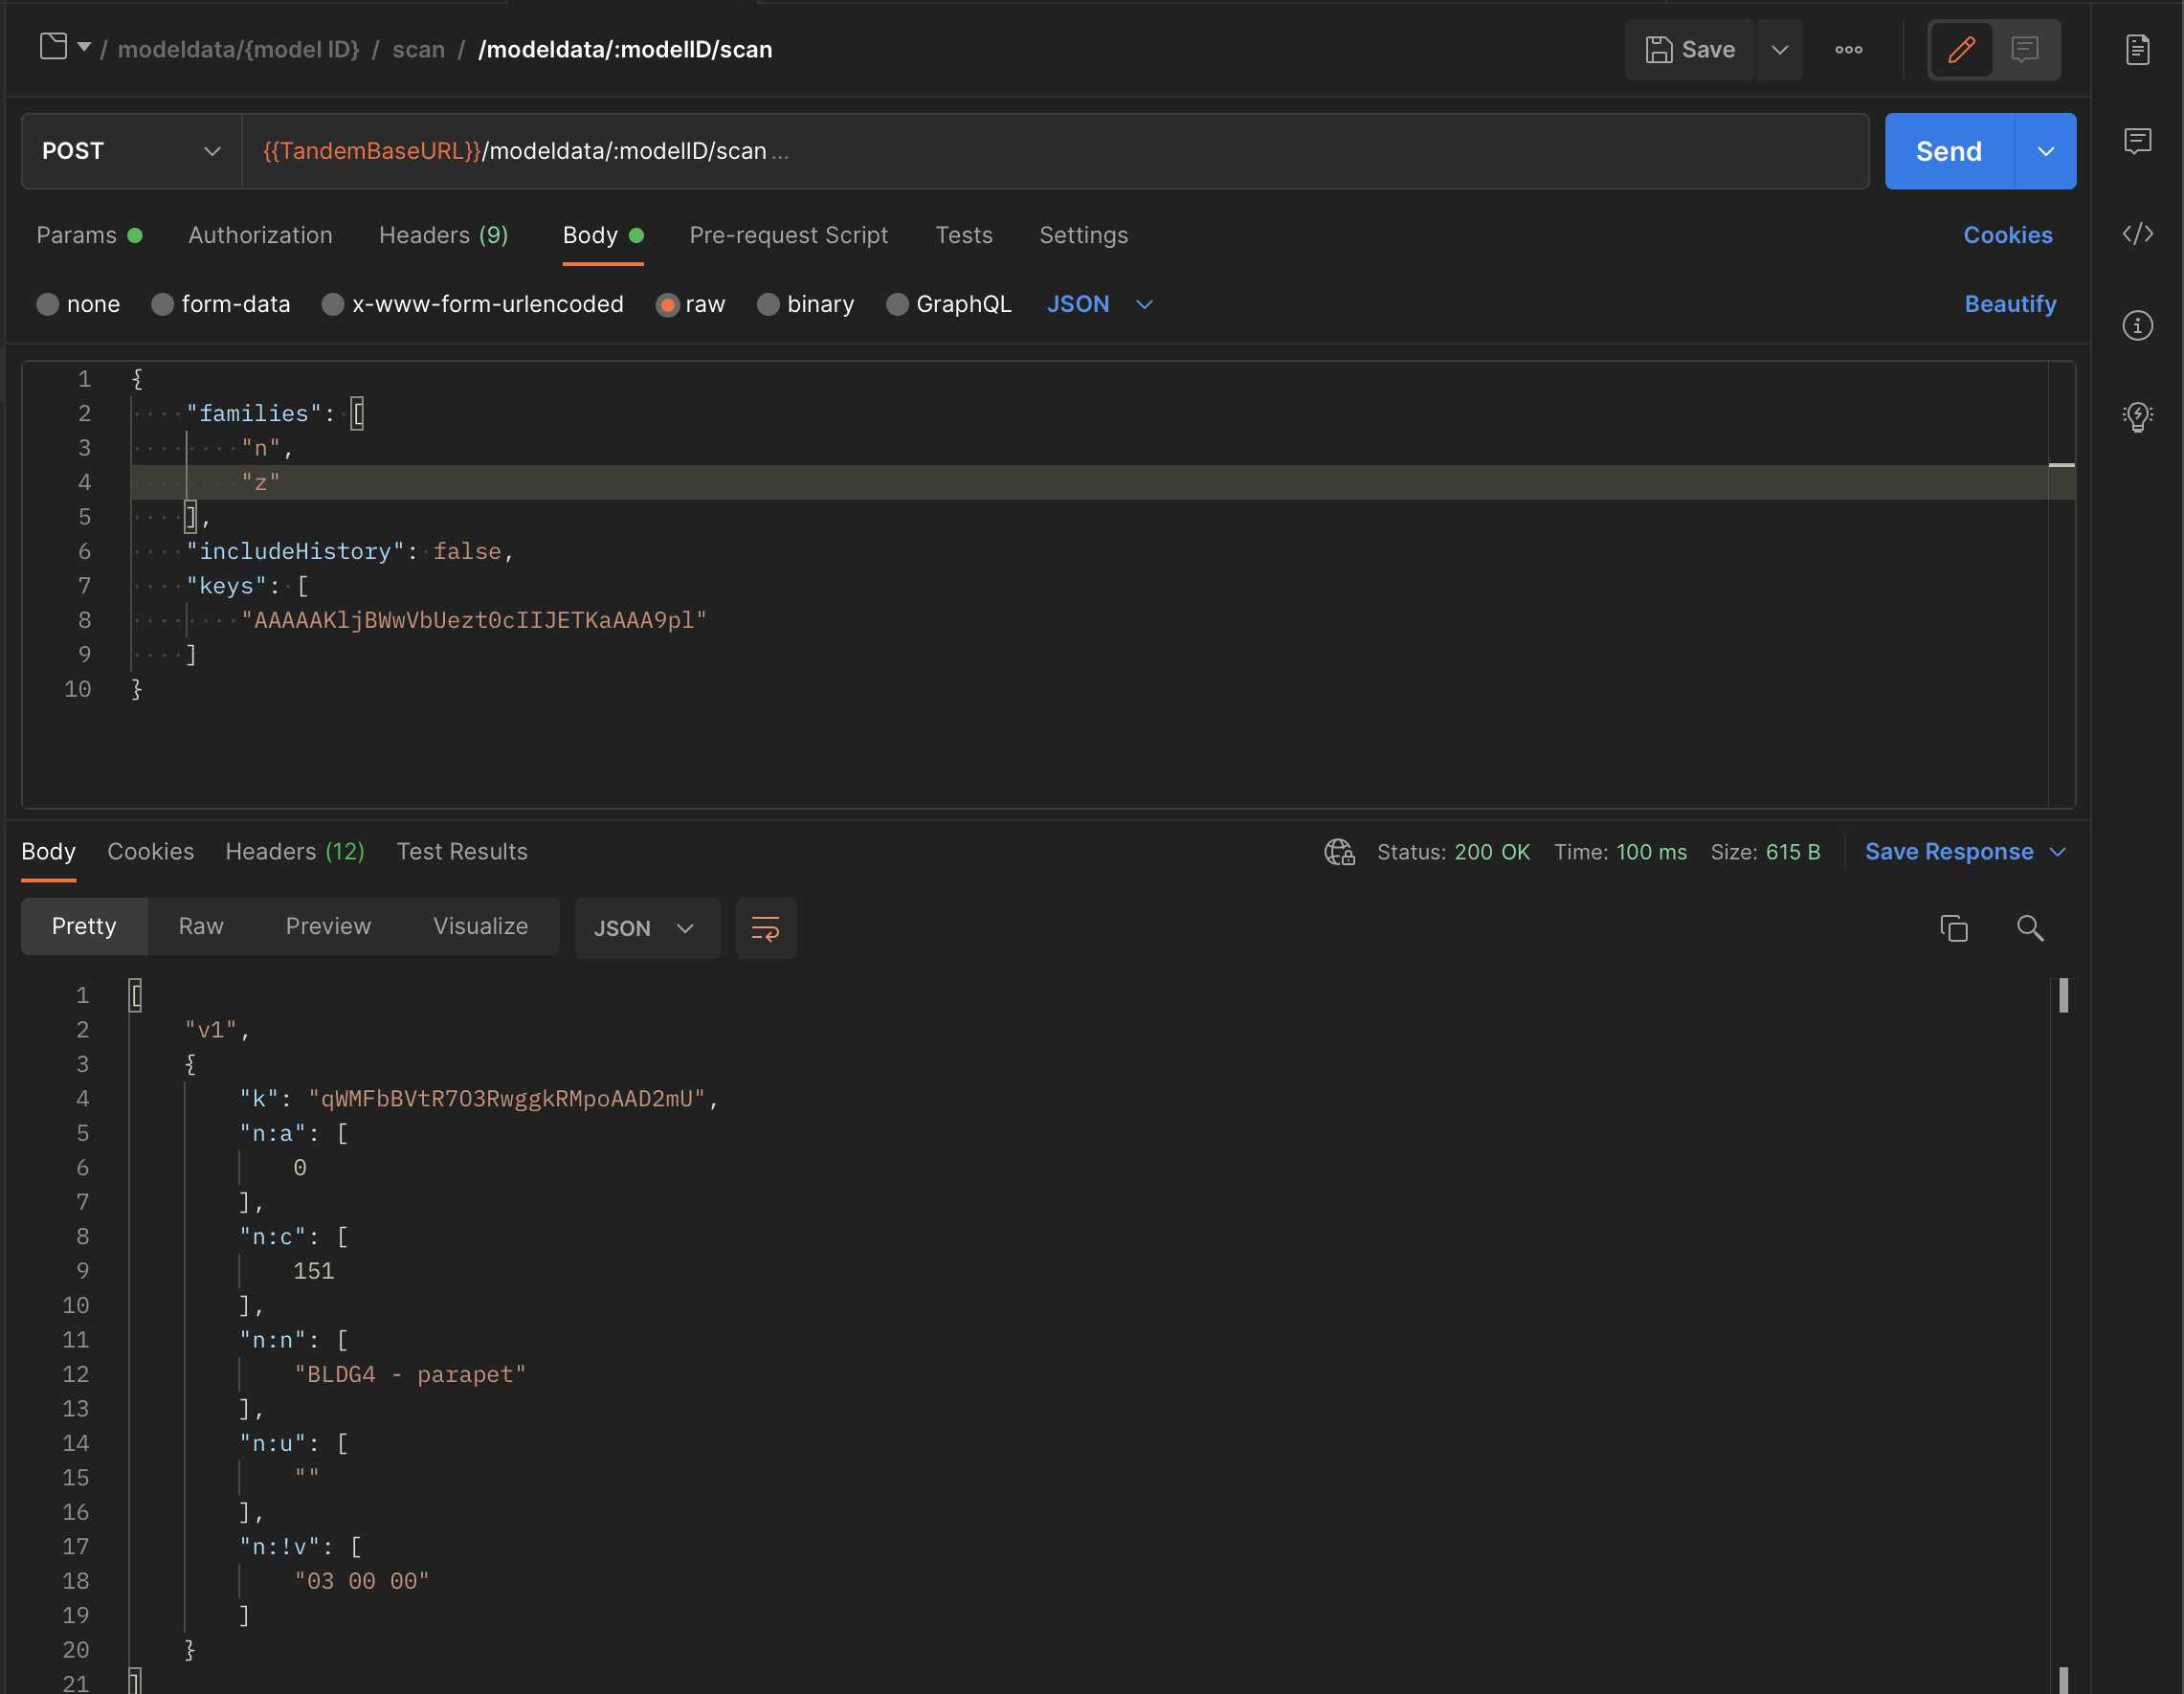 / modeldata/{model ID} / scan / /modeldata/:modelID/scan
Save
POST
{{TandemBaseURL}}/modeldata/:modelID/scan ...
Send
Params Authorization Headers (9) Body Pre-request Script Tests Settings Cookies
none form-data x-www-form-urlencoded raw binary GraphQL JSON Beautify
1 {
2 "families": [
3 "n",
4 "z"
5 ],
6 "includeHistory": false,
7 "keys": [
8 "AAAAAKljBWwVbUezt0cIIJETKaAAA9pl"
9 ]
10 }
Body Cookies Headers (12) Test Results Status: 200 OK Time: 100 ms Size: 615 B Save Response
Pretty Raw Preview Visualize JSON
1 [
2 "v1",
3 {
4 "k": "qWMFbBVtR7O3RwggkRMpoAAD2mU",
5 "n:a": [
6 0
7 ],
8 "n:c": [
9 151
10 ],
11 "n:n": [
12 "BLDG4 - parapet"
13 ],
14 "n:u": [
15 ""
16 ],
17 "n:!v": [
18 "03 00 00"
19 ]
20 }
21 ]